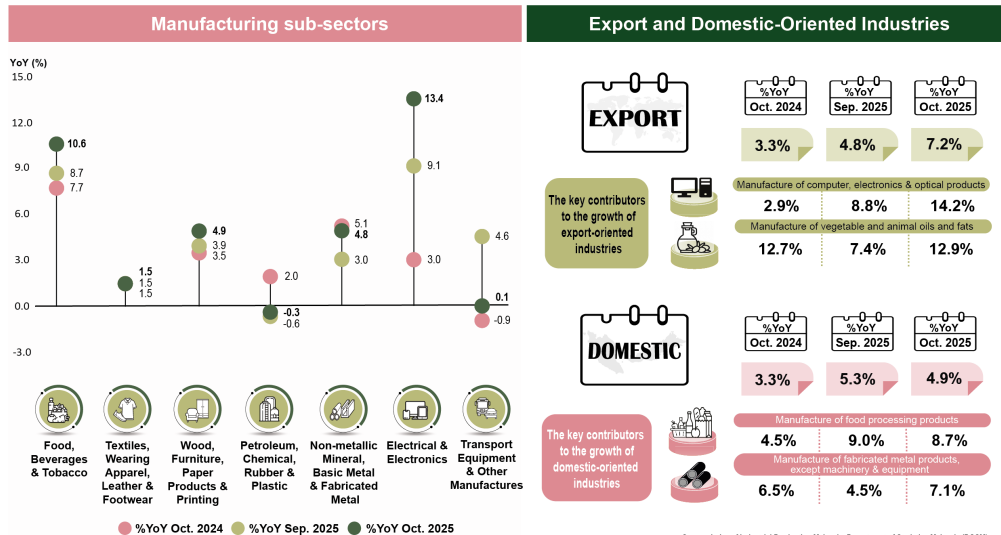 Manufacturing sub-sectors
YoY (%)
15.0
12.0
9.0
6.0
3.0
0.0
-3.0
10.6
8.7
7.7
1.5
1.5
1.5
4.9
3.9
3.5
2.0
-0.3
-0.6
5.1
4.8
3.0
13.4
9.1
3.0
4.6
0.1
-0.9
Food,
Beverages
& Tobacco
Textiles,
Wearing
Apparel,
Leather &
Footwear
Wood,
Furniture,
Paper
Products &
Printing
Petroleum,
Chemical,
Rubber &
Plastic
Non-metallic
Mineral,
Basic Metal
& Fabricated
Metal
Electrical &
Electronics
Transport
Equipment
& Other
Manufactures
%YoY Oct. 2024 %YoY Sep. 2025 %YoY Oct. 2025
Export and Domestic-Oriented Industries
EXPORT
%YoY
Oct. 2024
%YoY
Sep. 2025
%YoY
Oct. 2025
3.3% 4.8% 7.2%
The key contributors
to the growth of
export-oriented
industries
Manufacture of computer, electronics & optical products
2.9% 8.8% 14.2%
Manufacture of vegetable and animal oils and fats
12.7% 7.4% 12.9%
DOMESTIC
%YoY
Oct. 2024
%YoY
Sep. 2025
%YoY
Oct. 2025
3.3% 5.3% 4.9%
The key contributors
to the growth of
domestic-oriented
industries
Manufacture of food processing products
4.5% 9.0% 8.7%
Manufacture of fabricated metal products,
except machinery & equipment
6.5% 4.5% 7.1%